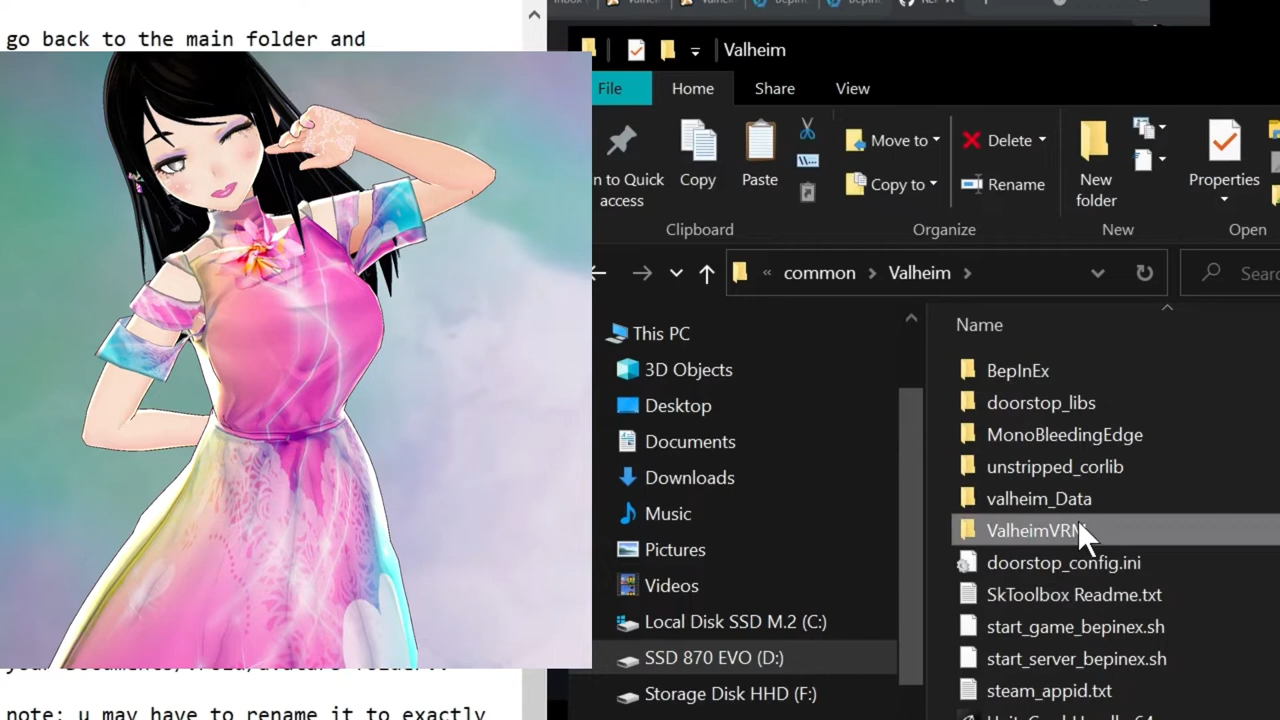 go back to the main folder and
note: u may have to rename it to exactly
Valheim
File
Home
Share
View
Copy
Paste
access
Move to
Copy to
Delete
Rename
New
folder
Properties
Clipboard
Organize
New
Open
« common > Valheim >
This PC
3D Objects
Desktop
Documents
Downloads
Music
Pictures
Videos
Local Disk SSD M.2 (C:)
SSD 870 EVO (D:)
Storage Disk HHD (F:)
Name
BepInEx
doorstop_libs
MonoBleedingEdge
unstripped_corlib
valheim_Data
ValheimVRM
doorstop_config.ini
SkToolbox Readme.txt
start_game_bepinex.sh
start_server_bepinex.sh
steam_appid.txt